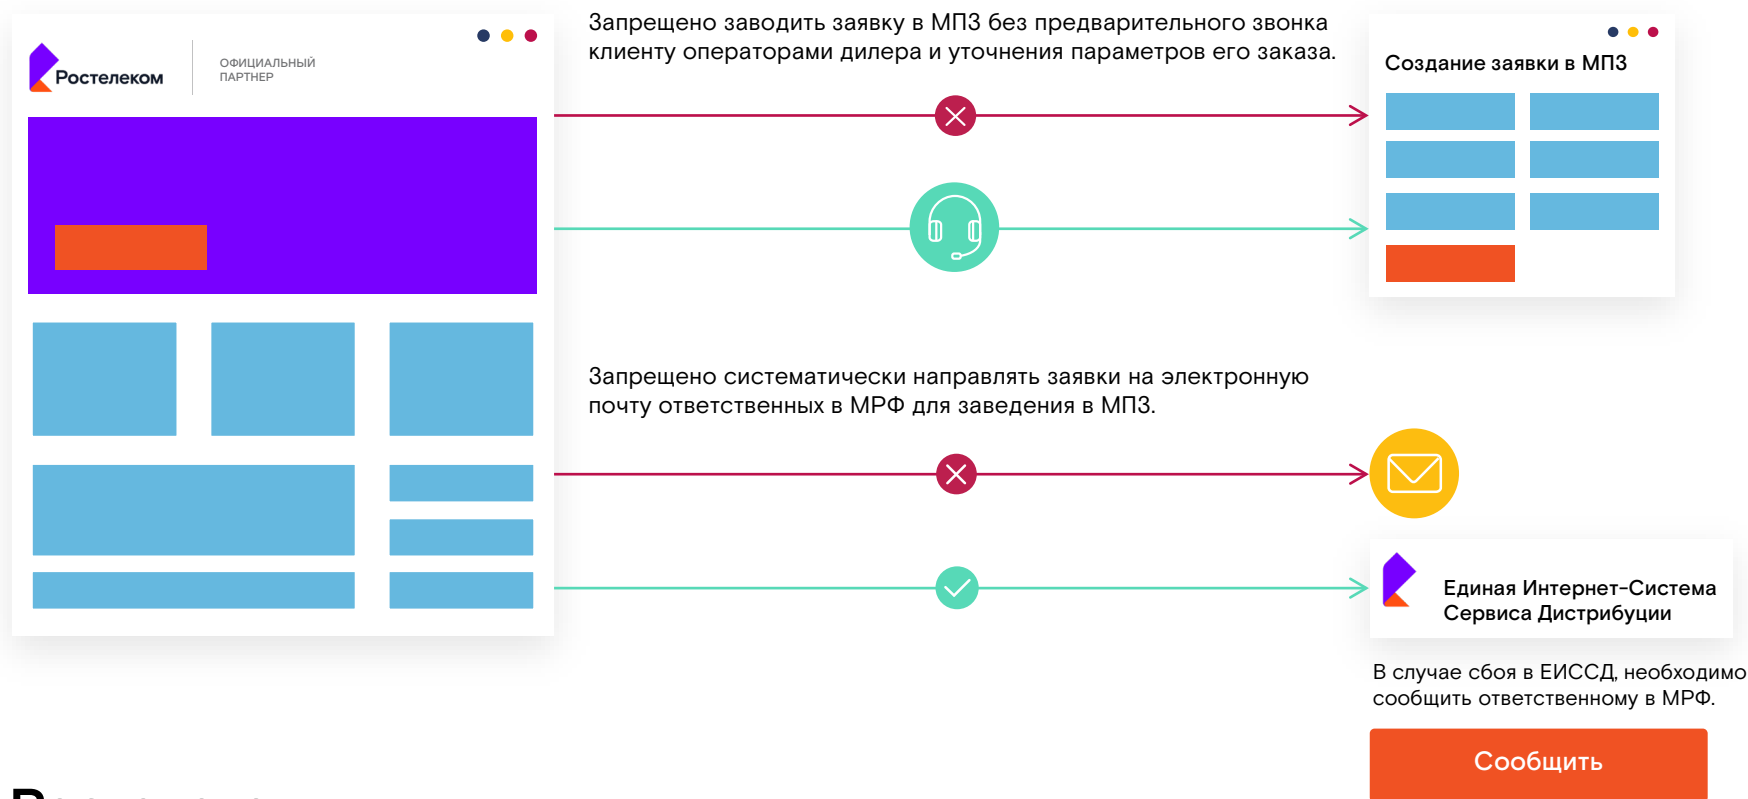 Ростелеком
ОФИЦИАЛЬНЫЙ
ПАРТНЕР
Запрещено заводить заявку в МПЗ без предварительного звонка
клиенту операторами дилера и уточнения параметров его заказа.
Создание заявки в МПЗ
Запрещено систематически направлять заявки на электронную
почту ответственных в МРФ для заведения в МПЗ.
Единая Интернет-Система
Сервиса Дистрибуции
В случае сбоя в ЕИССД, необходимо
сообщить ответственному в МРФ.
Сообщить